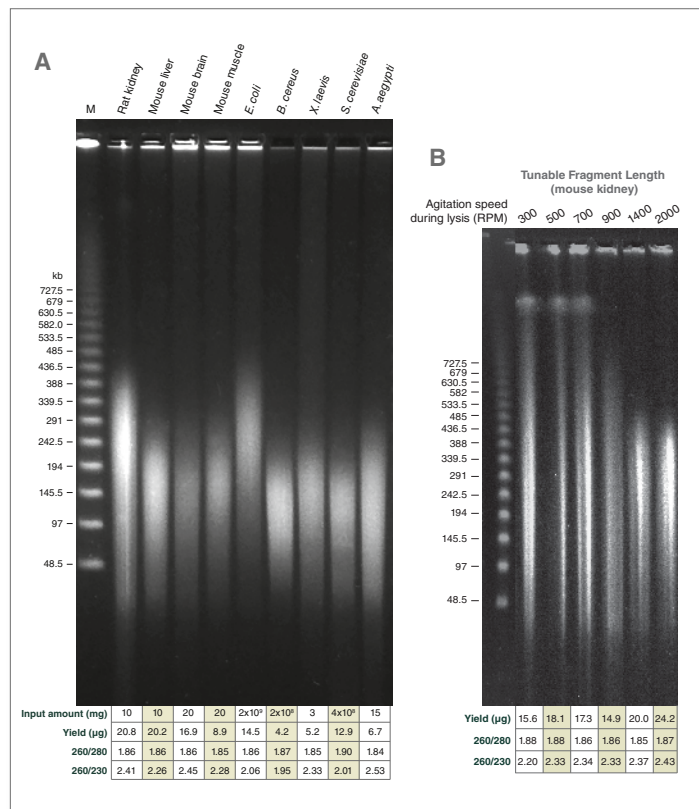 A
M
Rat kidney
Mouse liver
Mouse brain
Mouse muscle
E. coli
B. cereus
X. laevis
S. cerevisiae
A. aegypti
kb
727.5
679
630.5
582.0
533.5
485
436.5
388
339.5
291
242.5
194
145.5
97
48.5
Input amount (mg) 10 10 20 20 2x10⁹ 2x10⁸ 3 4x10⁸ 15
Yield (µg) 20.8 20.2 16.9 8.9 14.5 4.2 5.2 12.9 6.7
260/280 1.86 1.86 1.86 1.85 1.86 1.87 1.85 1.90 1.84
260/230 2.41 2.26 2.45 2.28 2.06 1.95 2.33 2.01 2.53
B
Tunable Fragment Length
(mouse kidney)
Agitation speed
during lysis (RPM)
300 500 700 900 1400 2000
727.5
679
630.5
582
533.5
485
436.5
388
339.5
291
242.5
194
145.5
97
48.5
Yield (µg) 15.6 18.1 17.3 14.9 20.0 24.2
260/280 1.88 1.88 1.86 1.86 1.85 1.87
260/230 2.20 2.33 2.34 2.33 2.37 2.43